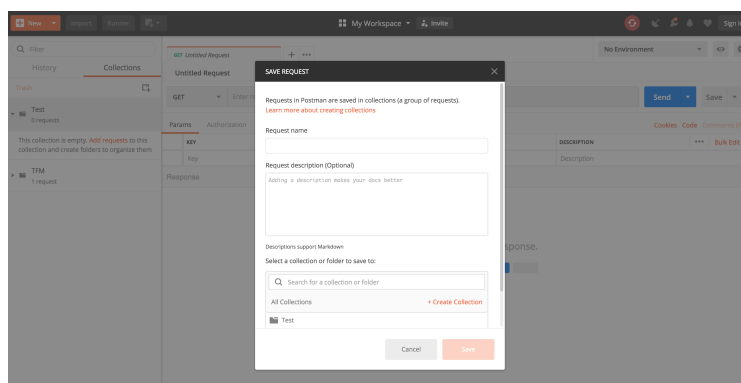 New
Import
Runner
My Workspace
Invite
Sign In
Filter
History
Collections
Trash
Test
0 requests
This collection is empty. Add requests to this
collection and create folders to organize them
TFM
1 request
GET Untitled Request
No Environment
Untitled Request
GET
Send
Save
Params
Authorization
Cookies Code Comments
KEY
DESCRIPTION
Bulk Edit
Key
Description
Response
SAVE REQUEST
Requests in Postman are saved in collections (a group of requests).
Learn more about creating collections
Request name
Request description (Optional)
Adding a description makes your docs better
Descriptions support Markdown
Select a collection or folder to save to:
Search for a collection or folder
All Collections
+ Create Collection
Test
Cancel
Save